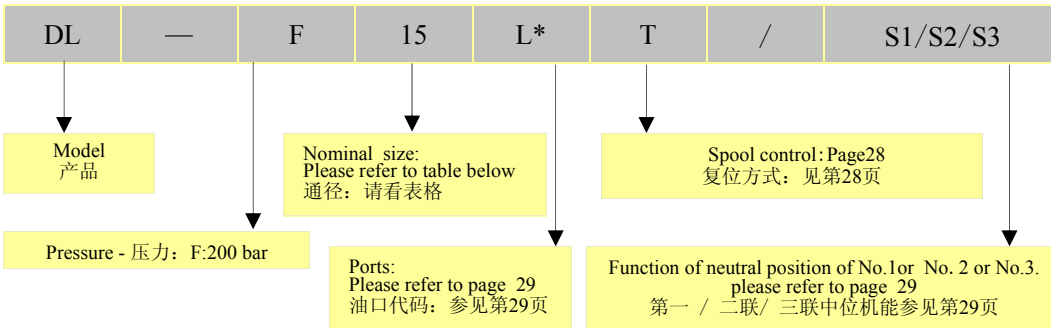 DL — F 15 L* T / S1/S2/S3
Model
产品
Nominal size:
Please refer to table below
通径：请看表格
Spool control:Page28
复位方式：见第28页
Pressure - 压力：F:200 bar
Ports:
Please refer to page 29
油口代码：参见第29页
Function of neutral position of No.1or No. 2 or No.3.
please refer to page 29
第一 / 二联/ 三联中位机能参见第29页